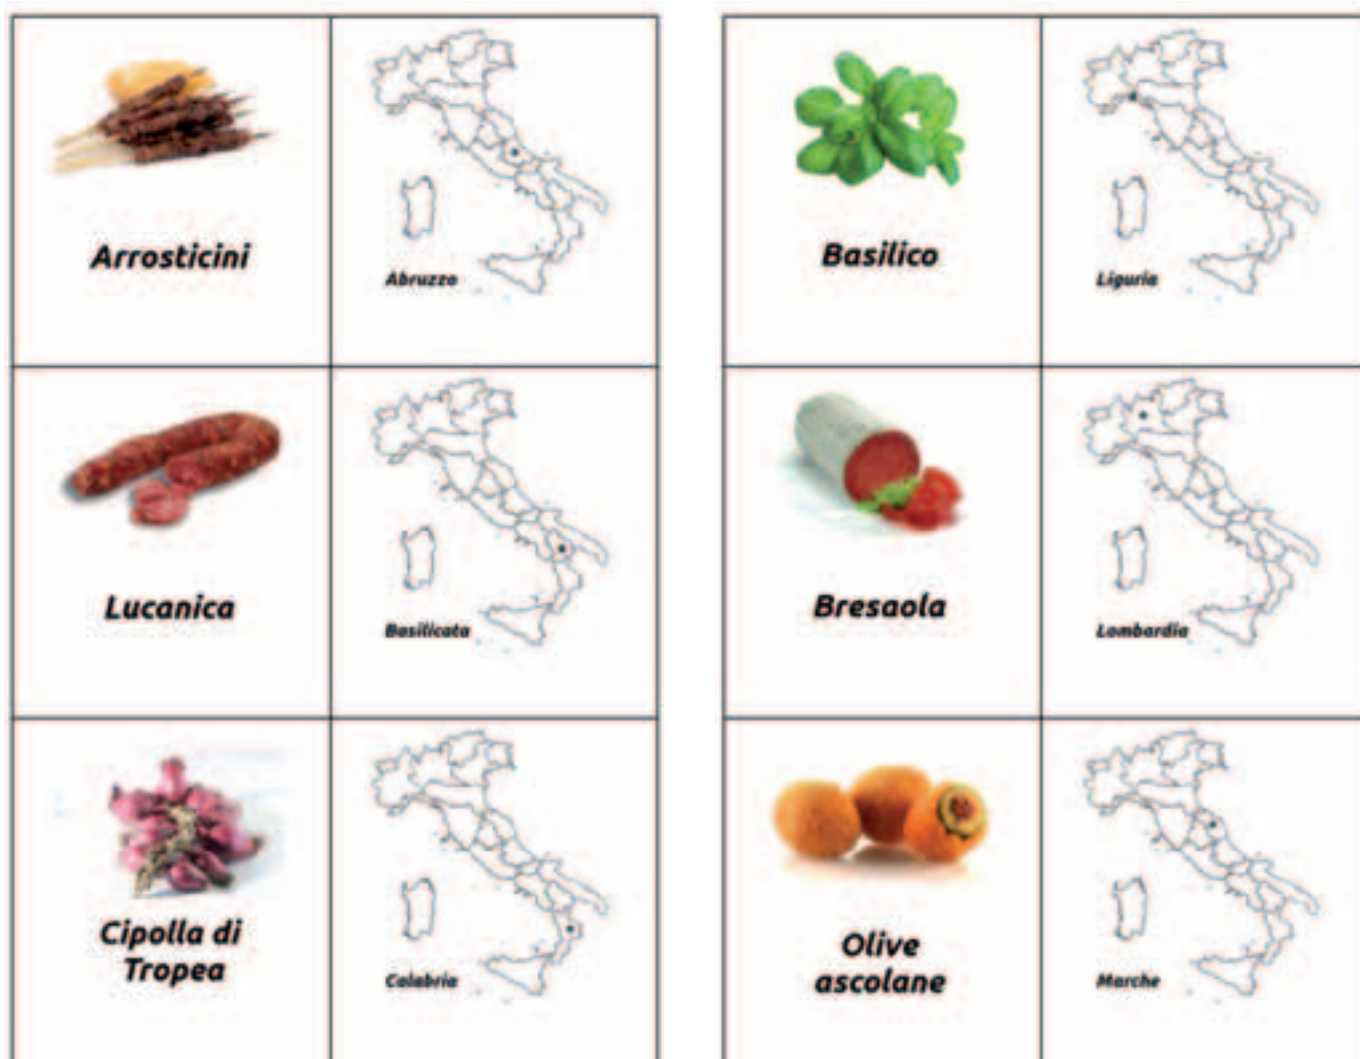 Arrosticini
Abruzzo
Basilico
Liguria
Lucanica
Basilicata
Bresaola
Lombardia
Cipolla di
Tropea
Calabria
Olive
ascolane
Marche